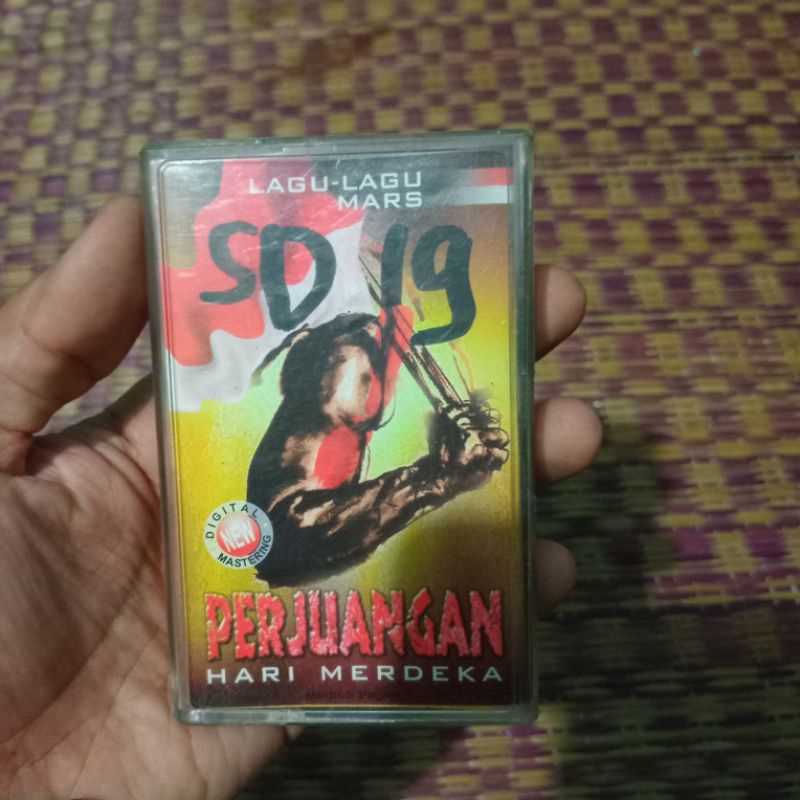 LAGU-LAGU
MARS
SD 19
DIGITAL
NEW
MASTERING
PERJUANGAN
HARI MERDEKA